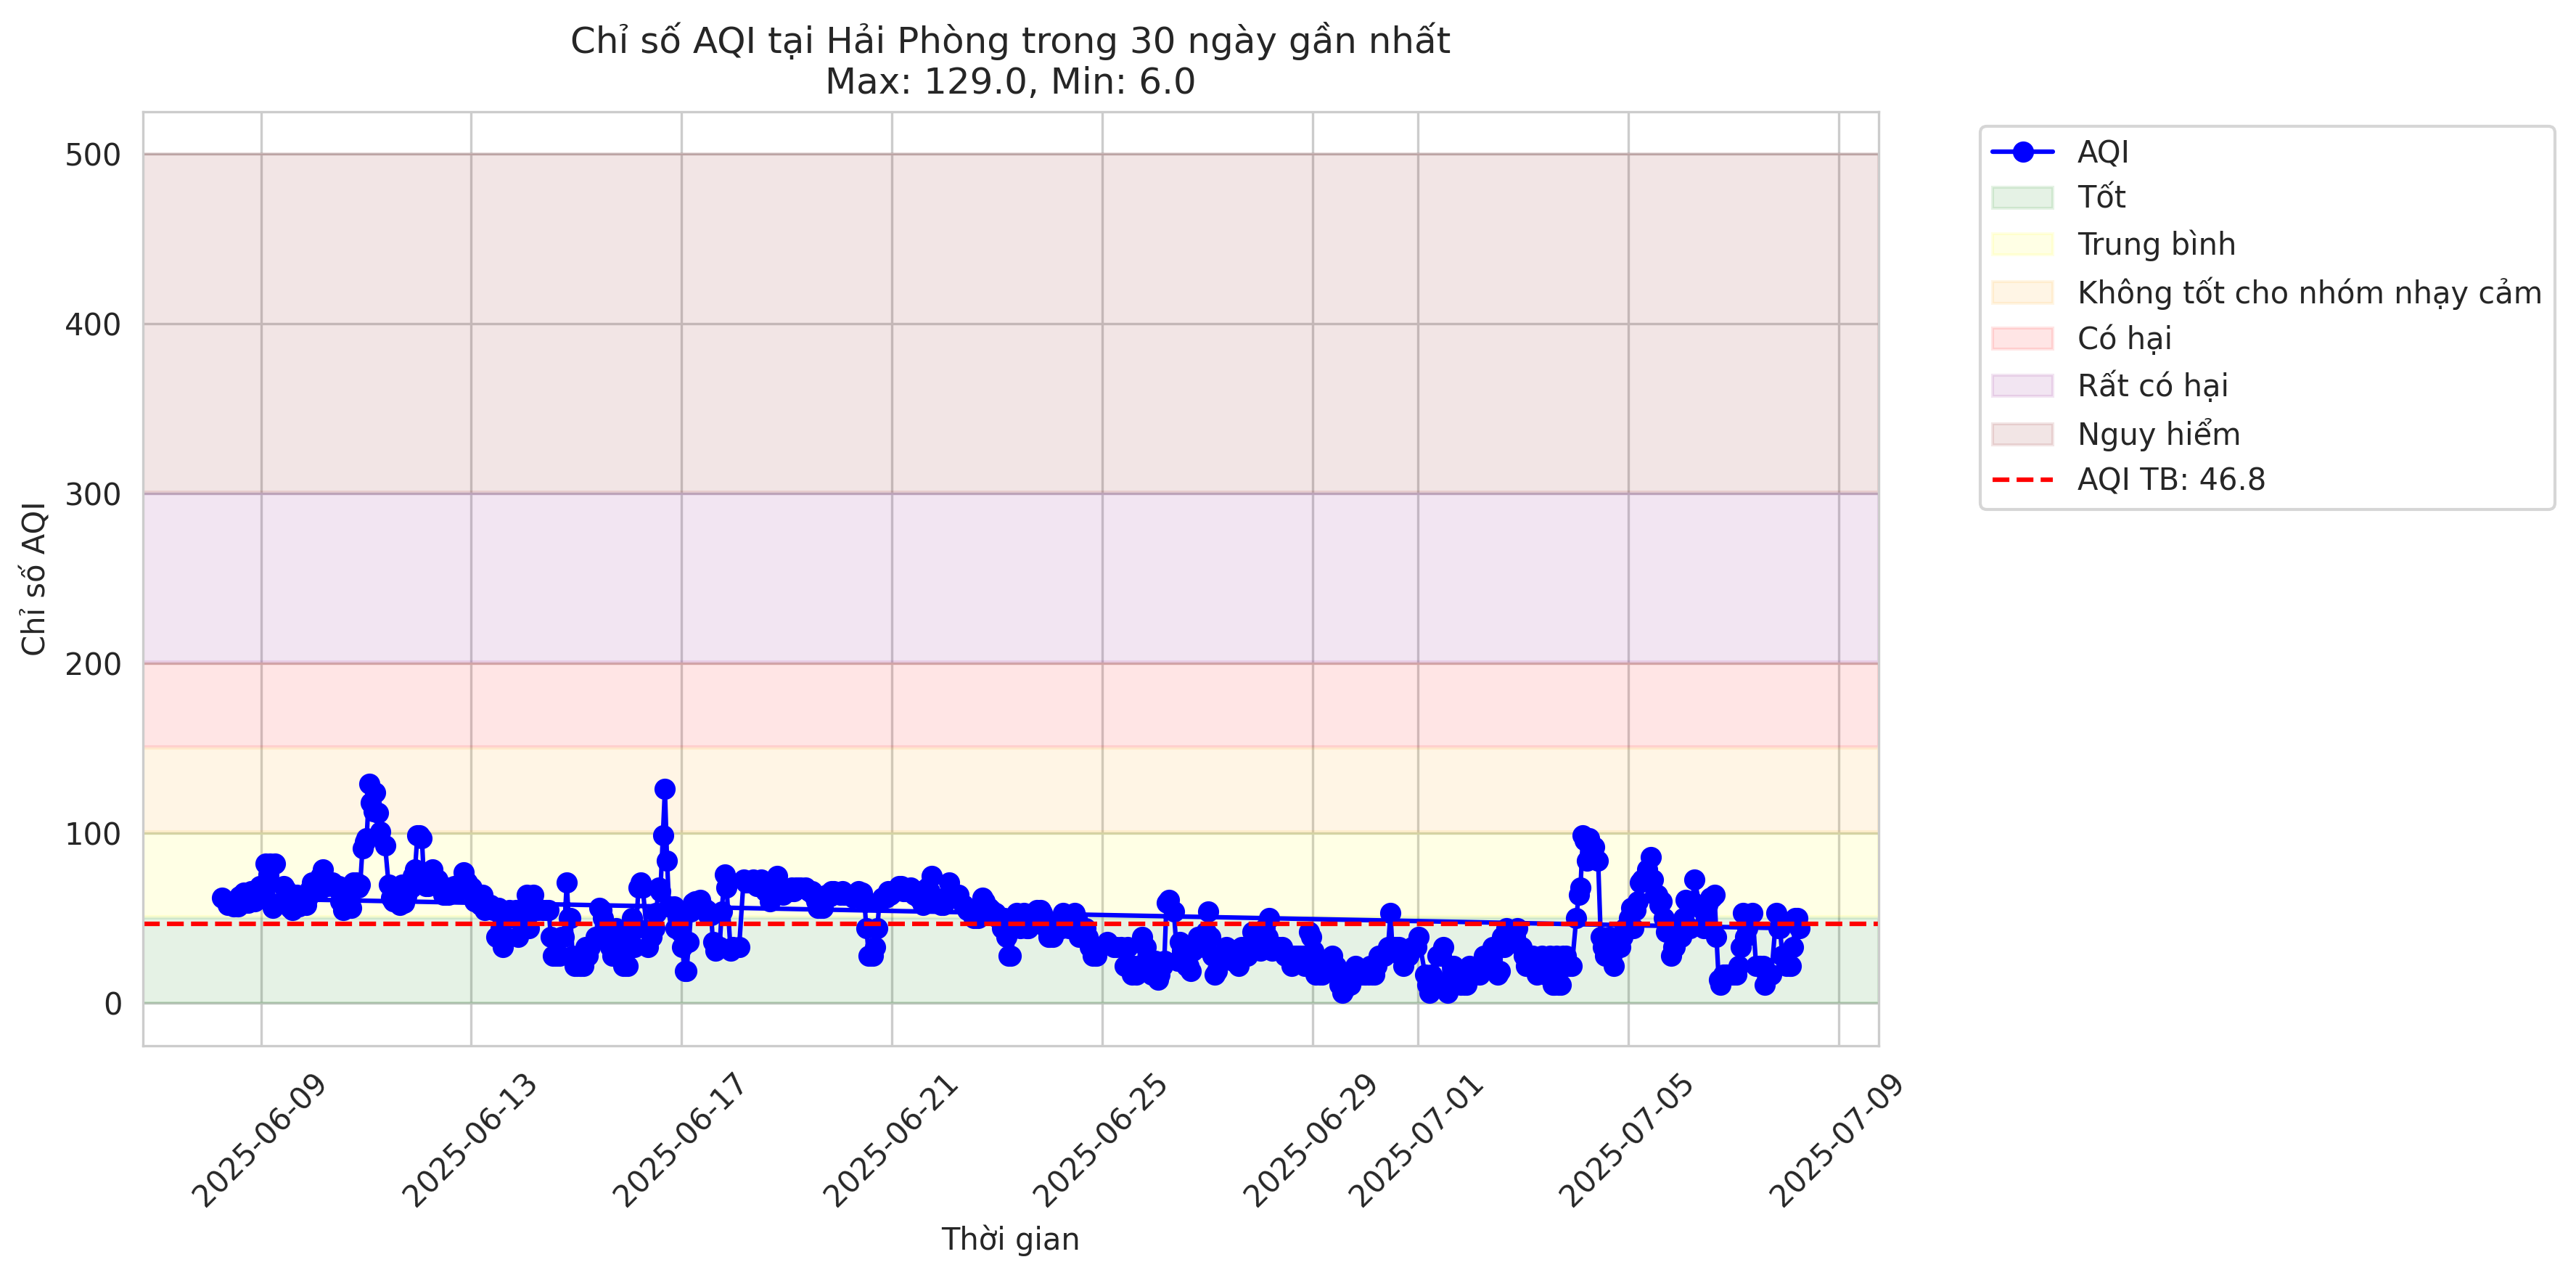 Chỉ số AQI tại Hải Phòng trong 30 ngày gần nhất
Max: 129.0, Min: 6.0
Chỉ số AQI
500
400
300
200
100
0
2025-06-09
2025-06-13
2025-06-17
2025-06-21
2025-06-25
2025-06-29
2025-07-01
2025-07-05
2025-07-09
Thời gian
AQI
Tốt
Trung bình
Không tốt cho nhóm nhạy cảm
Có hại
Rất có hại
Nguy hiểm
AQI TB: 46.8